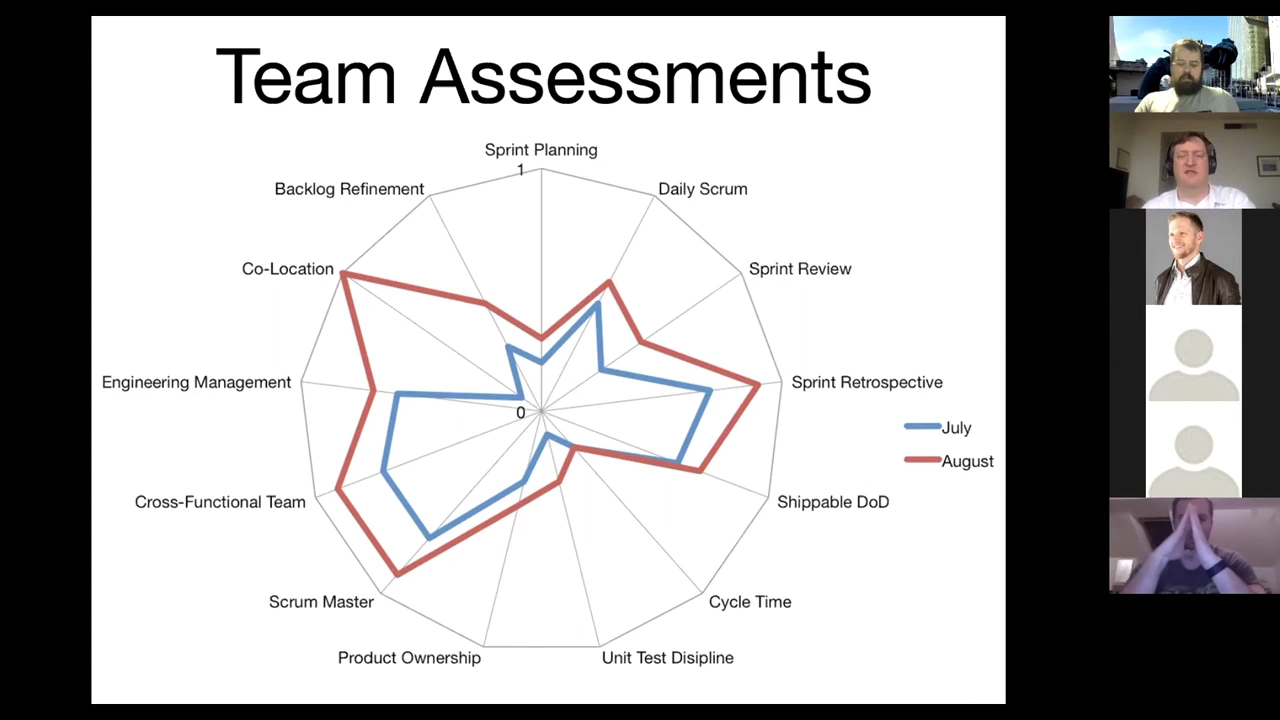 Team Assessments
Sprint Planning
1
Backlog Refinement
Daily Scrum
Co-Location
Sprint Review
Engineering Management
Sprint Retrospective
0
July
August
Cross-Functional Team
Shippable DoD
Scrum Master
Cycle Time
Product Ownership
Unit Test Disipline